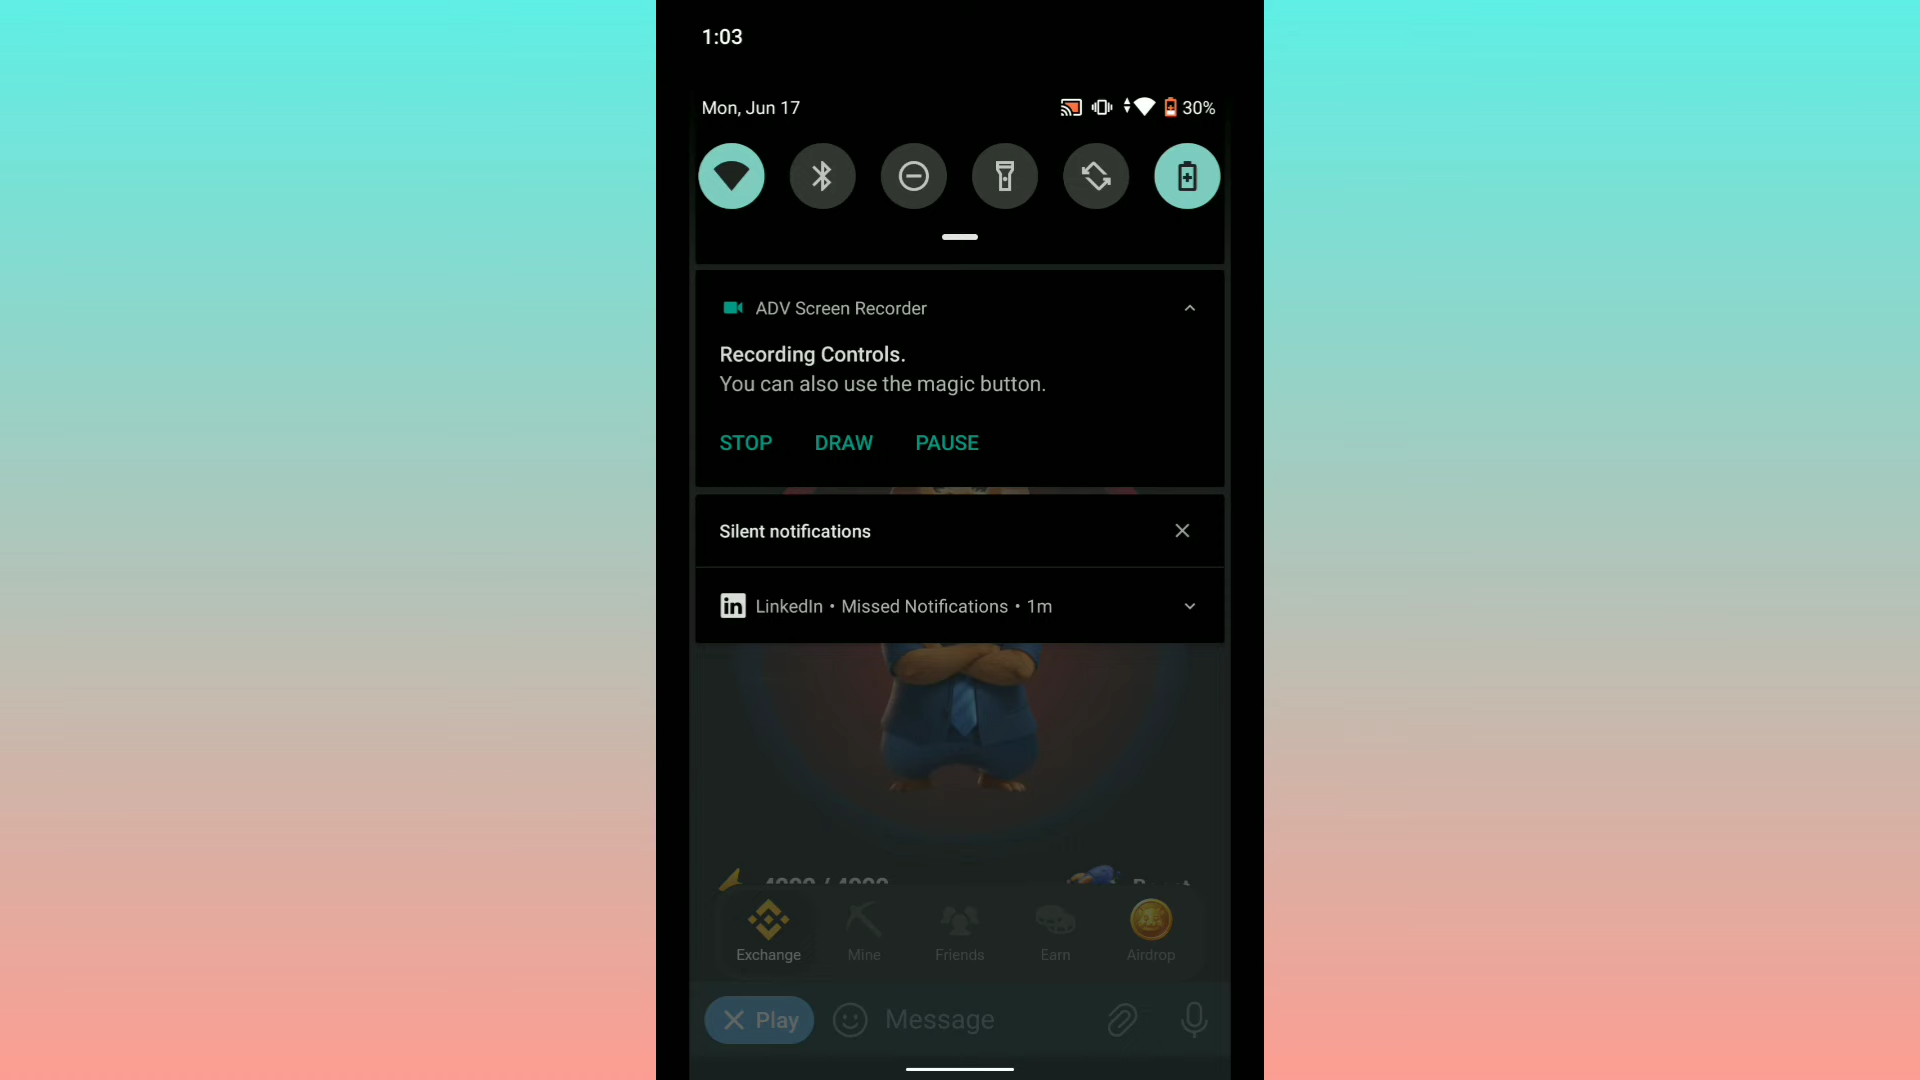 1:03
Mon, Jun 17
30%
ADV Screen Recorder
Recording Controls.
You can also use the magic button.
STOP DRAW PAUSE
Silent notifications
in LinkedIn • Missed Notifications • 1m
Exchange Mine Friends Earn Airdrop
Play Message